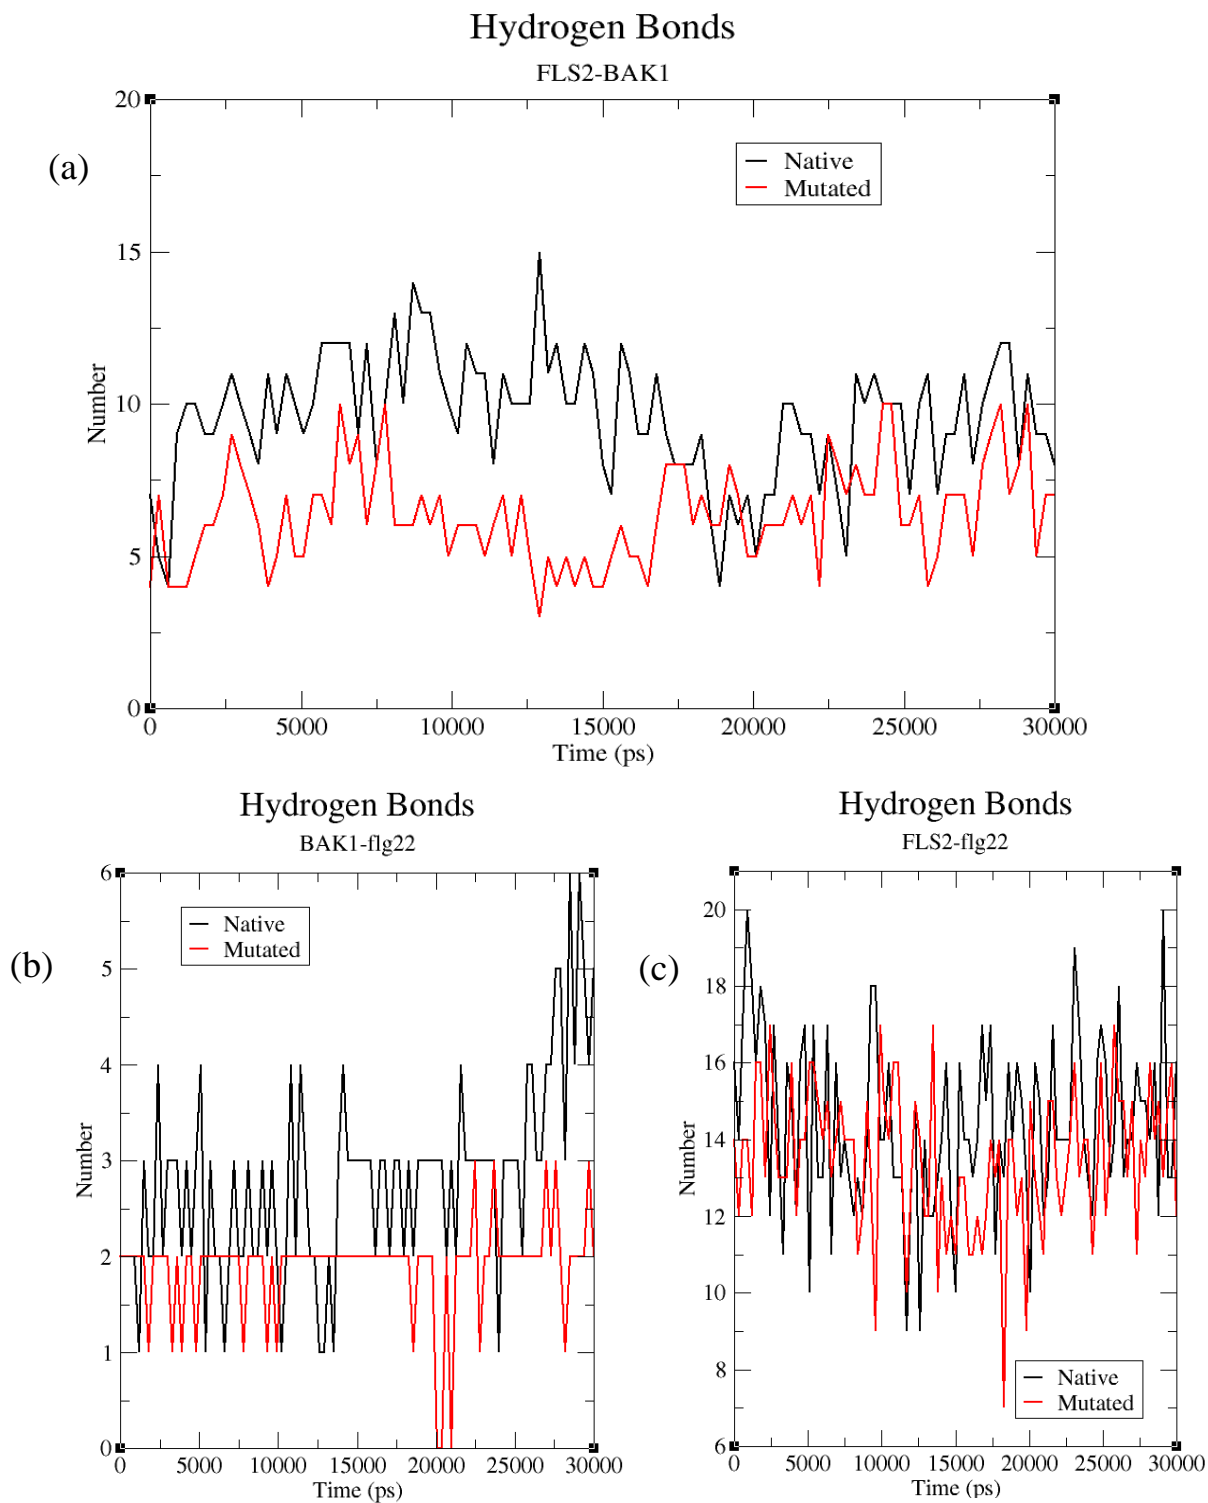 Hydrogen Bonds
FLS2-BAK1
(a)
Number
20
15
10
5
0
Native
Mutated
0 5000 10000 15000 20000 25000 30000
Time (ps)
Hydrogen Bonds
BAK1-flg22
(b)
Number
6
5
4
3
2
1
0
Native
Mutated
0 5000 10000 15000 20000 25000 30000
Time (ps)
Hydrogen Bonds
FLS2-flg22
(c)
Number
20
18
16
14
12
10
8
6
Native
Mutated
0 5000 10000 15000 20000 25000 30000
Time (ps)